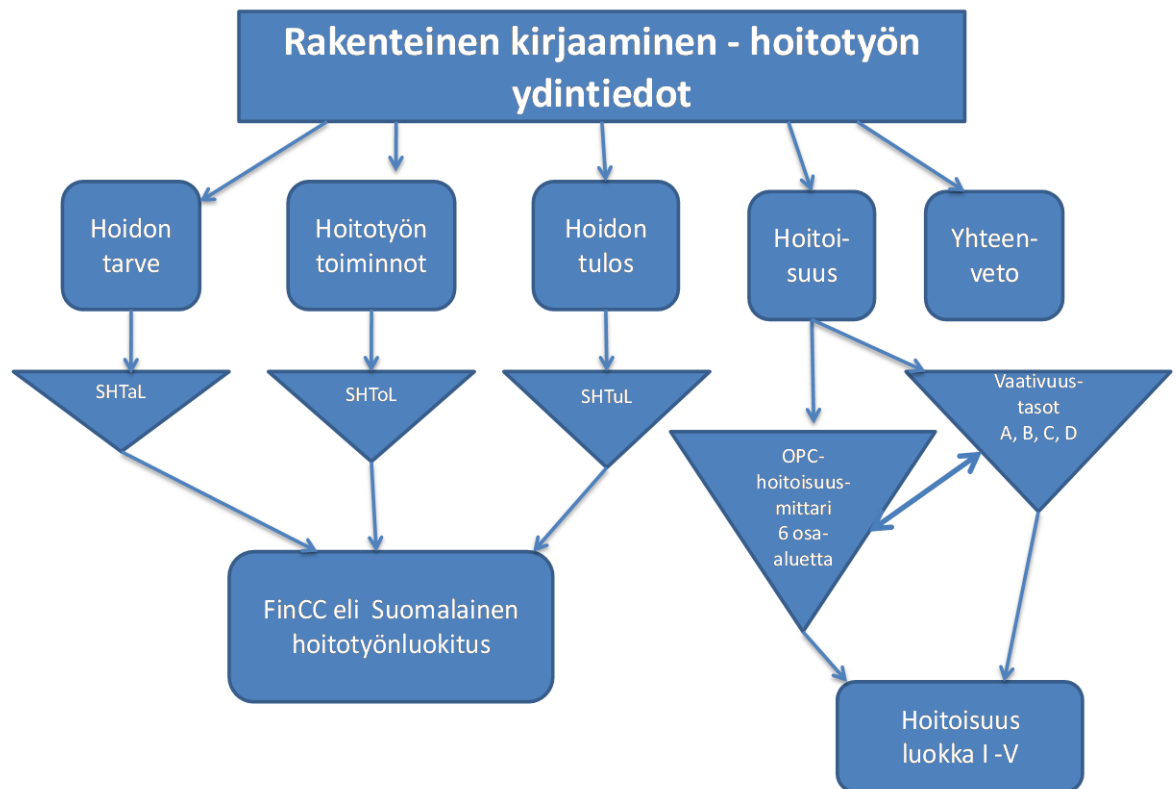 Rakenteinen kirjaaminen - hoitotyön
ydintiedot
Hoidon
tarve
Hoitotyön
toiminnot
Hoidon
tulos
Hoitoi-
suus
Yhteen-
veto
SHTaL
SHToL
SHTuL
Vaativuus-
tasot
A, B, C, D
OPC-
hoitoisuus-
mittari
6 osa-
aluetta
FinCC eli Suomalainen
hoitotyönluokitus
Hoitoisuus
luokka I -V